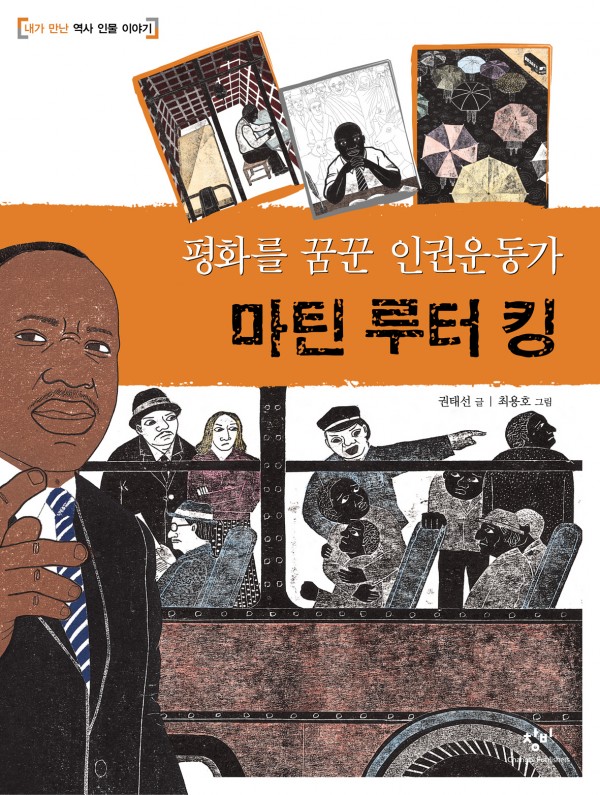 내가 만난 역사 인물 이야기
평화를 꿈꾼 인권운동가
마틴 루터 킹
권태선 글 | 최용호 그림
창비
Changbi Publishers